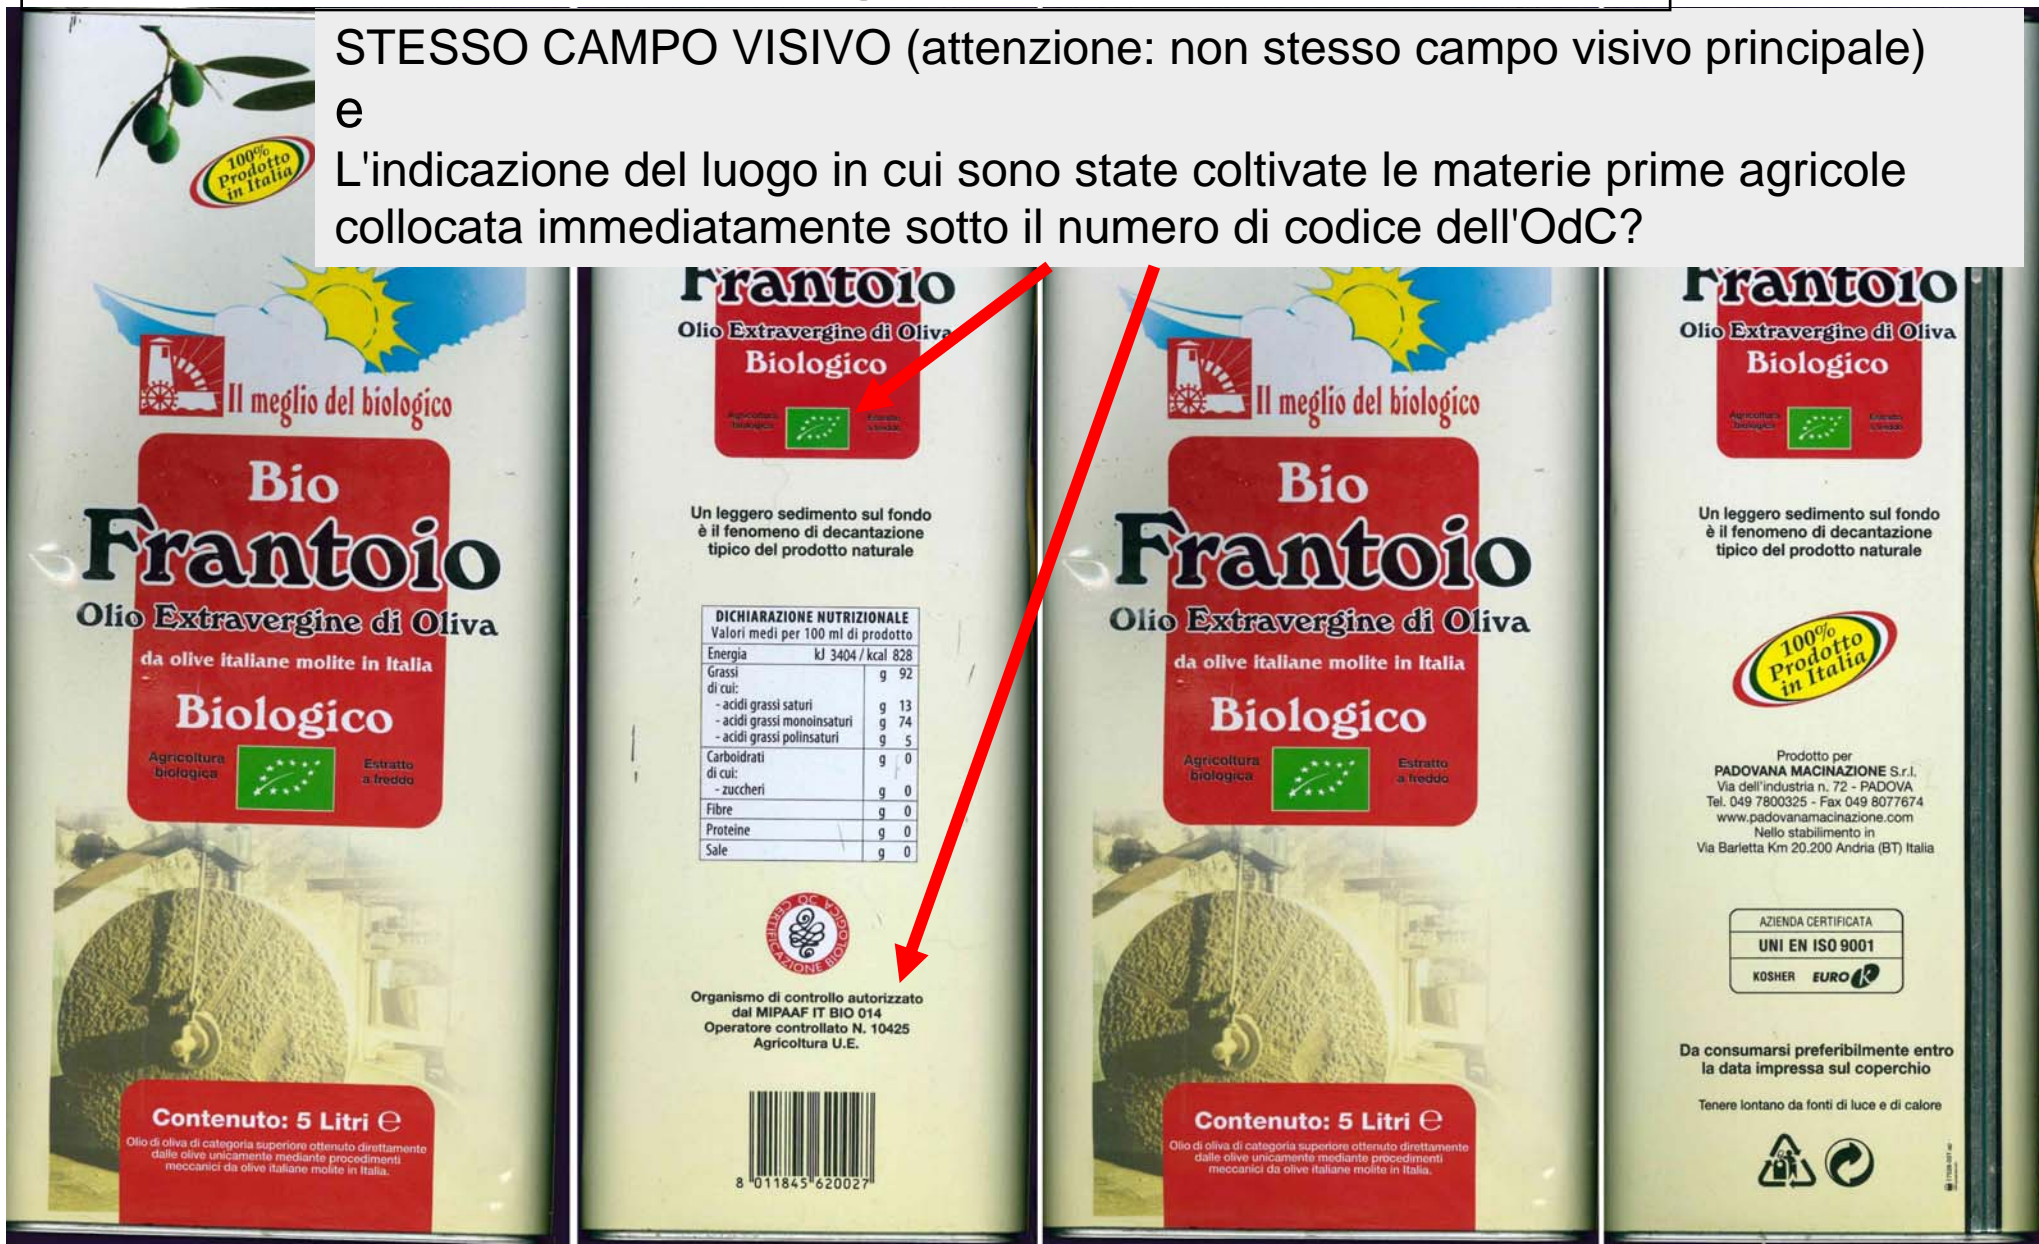 STESSO CAMPO VISIVO (attenzione: non stesso campo visivo principale)
e
L'indicazione del luogo in cui sono state coltivate le materie prime agricole
collocata immediatamente sotto il numero di codice dell'OdC?
100%
Prodotto
in Italia
Il meglio del biologico
Bio
Frantoio
Olio Extravergine di Oliva
da olive italiane molite in Italia
Biologico
Agricoltura
biologica
Estratto
a freddo
Contenuto: 5 Litri ℮
Olio di oliva di categoria superiore ottenuto direttamente
dalle olive unicamente mediante procedimenti
meccanici da olive italiane molite in Italia.
Frantoio
Olio Extravergine di Oliva
Biologico
Agricoltura
biologica
Estratto
a freddo
Un leggero sedimento sul fondo
è il fenomeno di decantazione
tipico del prodotto naturale
DICHIARAZIONE NUTRIZIONALE
Valori medi per 100 ml di prodotto
Energia kJ 3404 / kcal 828
Grassi g 92
di cui:
- acidi grassi saturi g 13
- acidi grassi monoinsaturi g 74
- acidi grassi polinsaturi g 5
Carboidrati g 0
di cui:
- zuccheri g 0
Fibre g 0
Proteine g 0
Sale g 0
CERTIFICAZIONE BIOLOGICA
Organismo di controllo autorizzato
dal MIPAAF IT BIO 014
Operatore controllato N. 10425
Agricoltura U.E.
8 011845 620027
Il meglio del biologico
Bio
Frantoio
Olio Extravergine di Oliva
da olive italiane molite in Italia
Biologico
Agricoltura
biologica
Estratto
a freddo
Contenuto: 5 Litri ℮
Olio di oliva di categoria superiore ottenuto direttamente
dalle olive unicamente mediante procedimenti
meccanici da olive italiane molite in Italia.
Frantoio
Olio Extravergine di Oliva
Biologico
Agricoltura
biologica
Estratto
a freddo
Un leggero sedimento sul fondo
è il fenomeno di decantazione
tipico del prodotto naturale
100%
Prodotto
in Italia
Prodotto per
PADOVANA MACINAZIONE S.r.l.
Via dell'industria n. 72 - PADOVA
Tel. 049 7800325 - Fax 049 8077674
www.padovanamacinazione.com
Nello stabilimento in
Via Barletta Km 20.200 Andria (BT) Italia
AZIENDA CERTIFICATA
UNI EN ISO 9001
KOSHER EURO K
Da consumarsi preferibilmente entro
la data impressa sul coperchio
Tenere lontano da fonti di luce e di calore